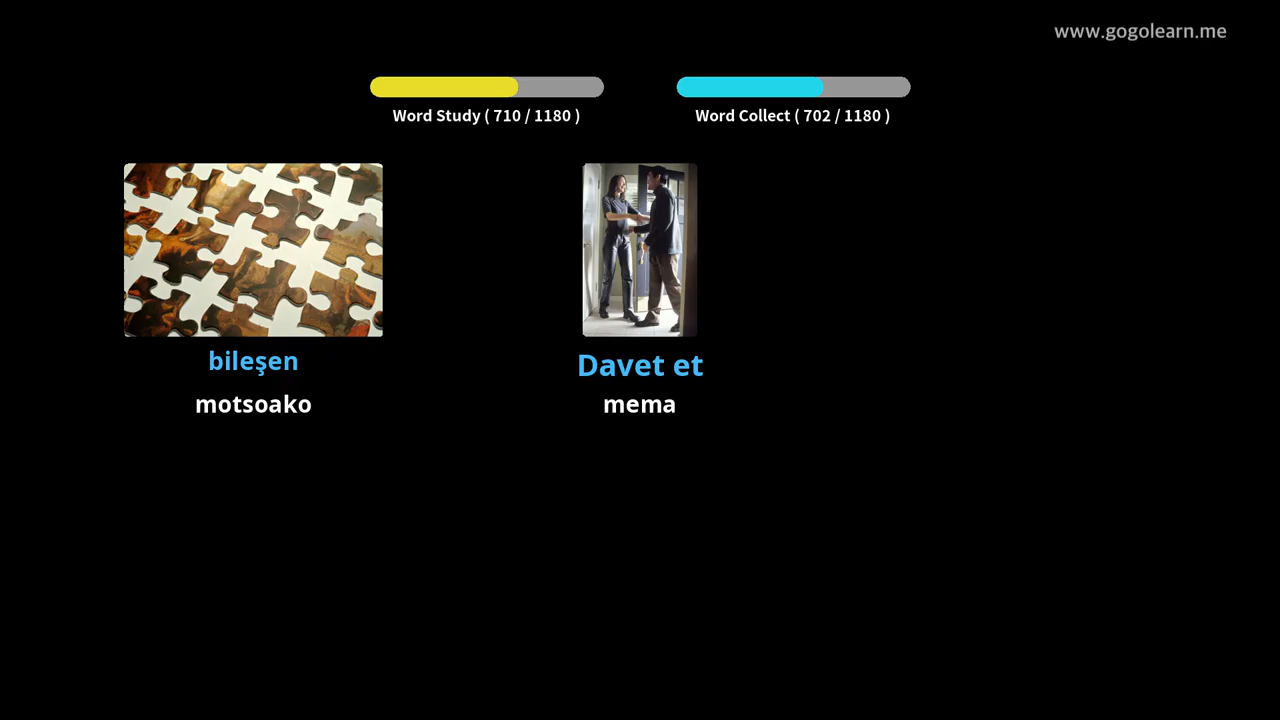 www.gogolearn.me
Word Study ( 710 / 1180 )
Word Collect ( 702 / 1180 )
bileşen
Davet et
motsoako
mema